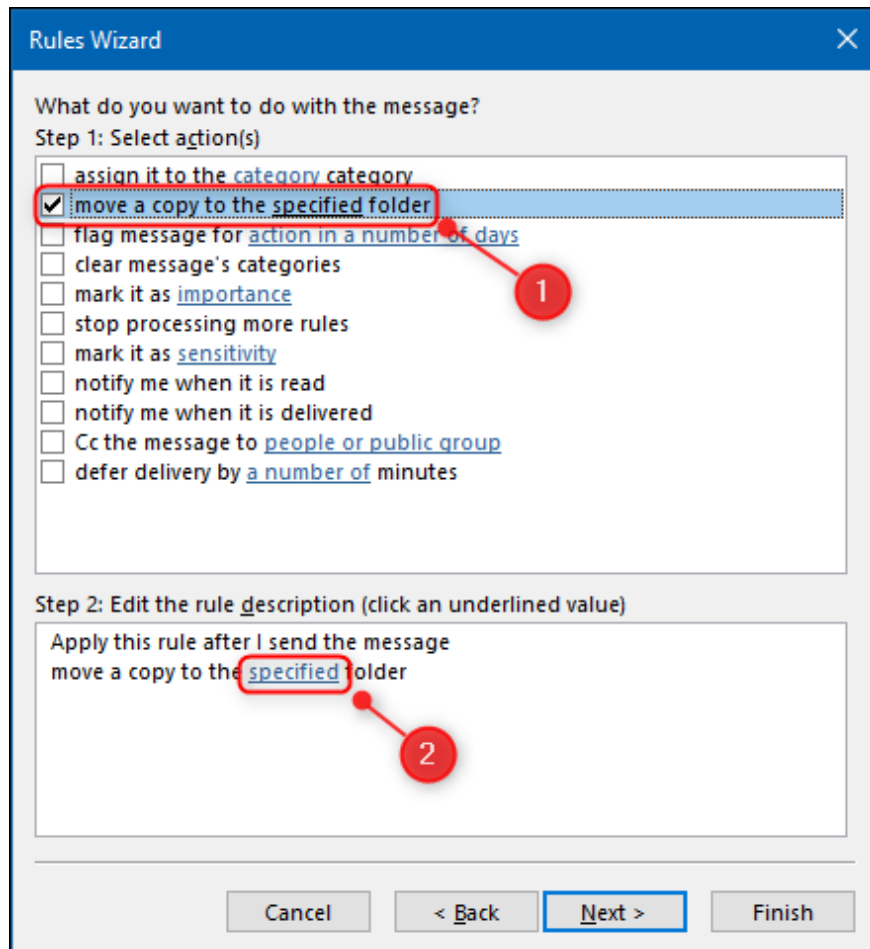 Rules Wizard
What do you want to do with the message?
Step 1: Select action(s)
assign it to the category category
move a copy to the specified folder
flag message for action in a number of days
clear message's categories
mark it as importance
stop processing more rules
mark it as sensitivity
notify me when it is read
notify me when it is delivered
Cc the message to people or public group
defer delivery by a number of minutes
1
Step 2: Edit the rule description (click an underlined value)
Apply this rule after I send the message
move a copy to the specified folder
2
Cancel
< Back
Next >
Finish